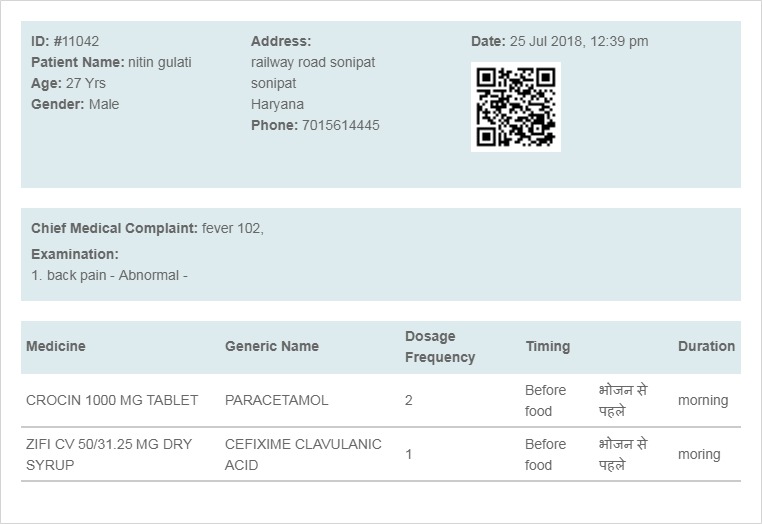 ID: #11042
Patient Name: nitin gulati
Age: 27 Yrs
Gender: Male
Address:
railway road sonipat
sonipat
Haryana
Phone: 7015614445
Date: 25 Jul 2018, 12:39 pm
Chief Medical Complaint: fever 102,
Examination:
1. back pain - Abnormal -
Medicine Generic Name Dosage Frequency Timing Duration
CROCIN 1000 MG TABLET PARACETAMOL 2 Before food भोजन से पहले morning
ZIFI CV 50/31.25 MG DRY SYRUP CEFIXIME CLAVULANIC ACID 1 Before food भोजन से पहले moring